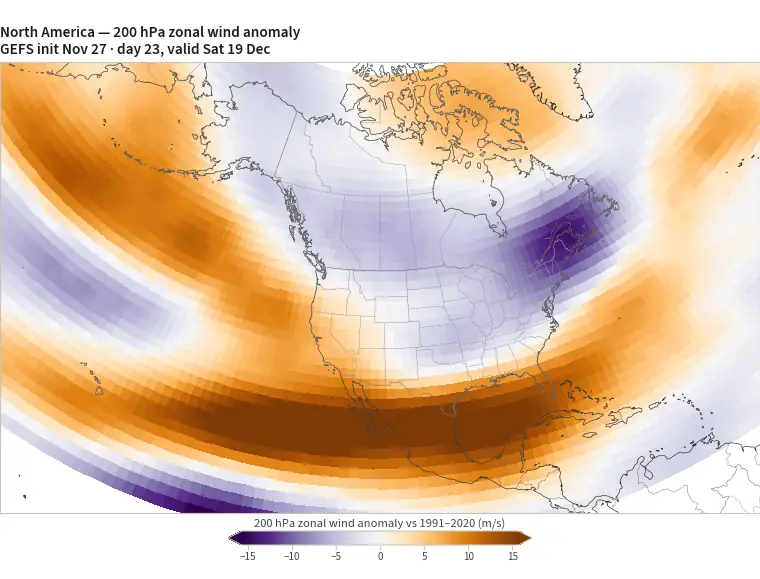 North America — 200 hPa zonal wind anomaly
GEFS init Nov 27 · day 23, valid Sat 19 Dec
200 hPa zonal wind anomaly vs 1991–2020 (m/s)
−15 −10 −5 0 5 10 15